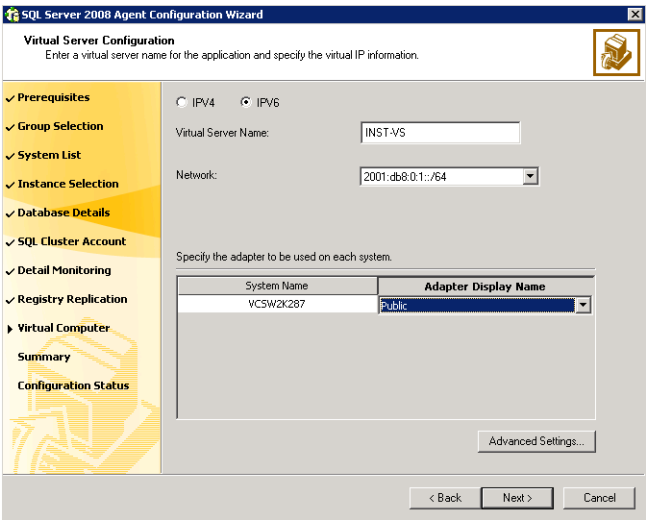 SQL Server 2008 Agent Configuration Wizard
Virtual Server Configuration
Enter a virtual server name for the application and specify the virtual IP information.
Prerequisites
Group Selection
System List
Instance Selection
Database Details
SQL Cluster Account
Detail Monitoring
Registry Replication
Virtual Computer
Summary
Configuration Status
IPV4 IPV6
Virtual Server Name: INST-VS
Network: 2001:db8:0:1::/64
Specify the adapter to be used on each system.
System Name Adapter Display Name
VCSW2K287 Public
Advanced Settings...
< Back Next > Cancel